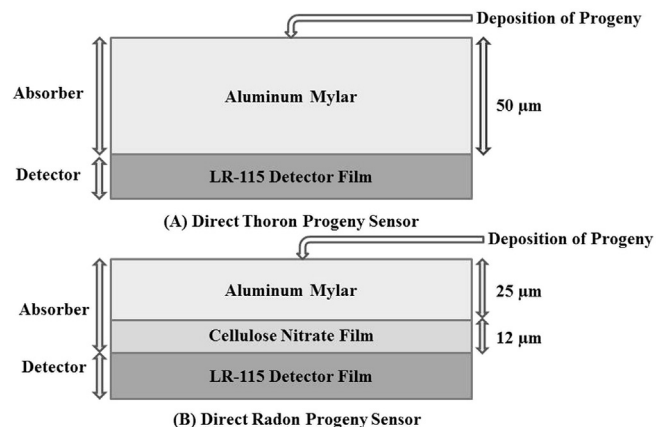 Deposition of Progeny
Absorber
Aluminum Mylar
50 µm
Detector
LR-115 Detector Film
(A) Direct Thoron Progeny Sensor
Deposition of Progeny
Absorber
Aluminum Mylar
25 µm
Cellulose Nitrate Film
12 µm
Detector
LR-115 Detector Film
(B) Direct Radon Progeny Sensor